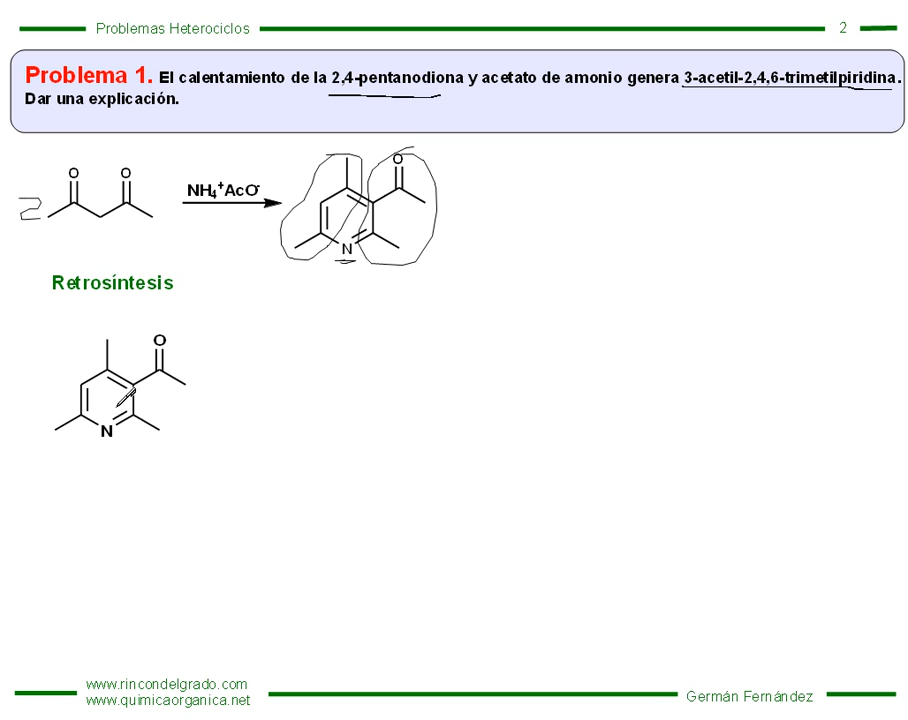 Problemas Heterociclos
2
Problema 1. El calentamiento de la 2,4-pentanodiona y acetato de amonio genera 3-acetil-2,4,6-trimetilpiridina.
Dar una explicación.
2
O O
NH₄⁺AcO⁻
O
N
Retrosíntesis
O
N
www.rincondelgrado.com
www.quimicaorganica.net
Germán Fernández